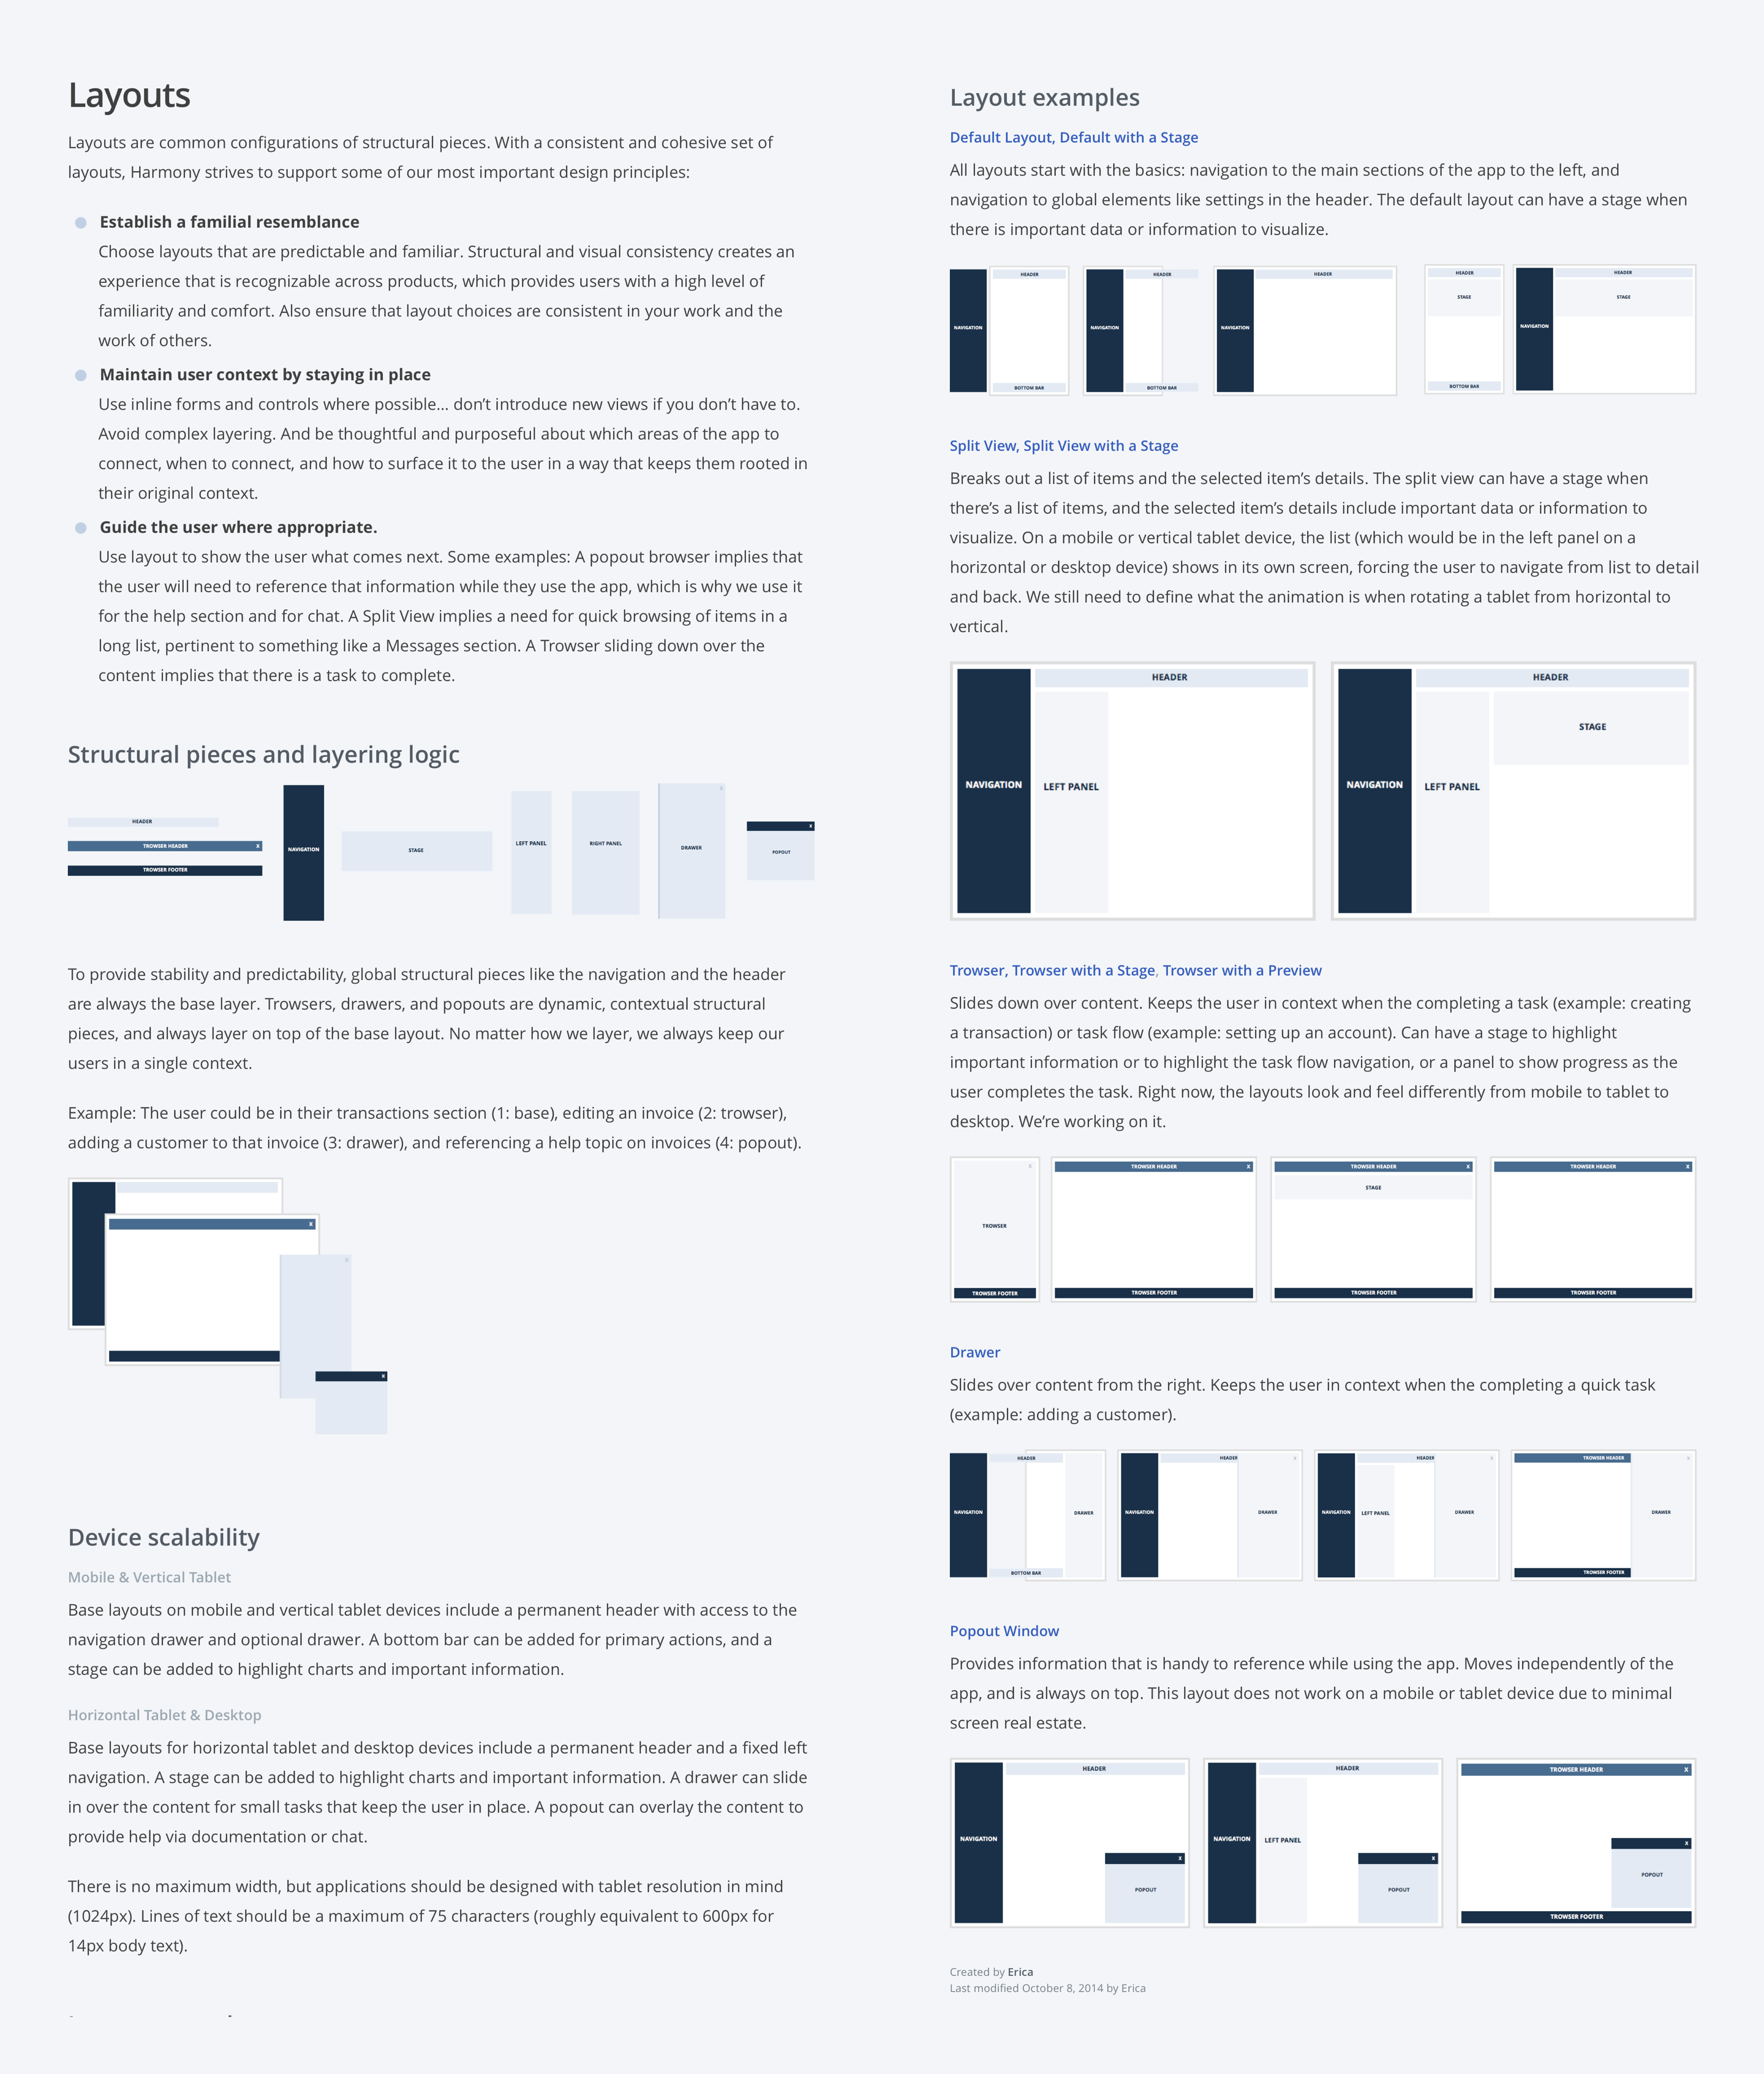 Layouts
Layouts are common configurations of structural pieces. With a consistent and cohesive set of
layouts, Harmony strives to support some of our most important design principles:
Establish a familial resemblance
Choose layouts that are predictable and familiar. Structural and visual consistency creates an
experience that is recognizable across products, which provides users with a high level of
familiarity and comfort. Also ensure that layout choices are consistent in your work and the
work of others.
Maintain user context by staying in place
Use inline forms and controls where possible... don’t introduce new views if you don’t have to.
Avoid complex layering. And be thoughtful and purposeful about which areas of the app to
connect, when to connect, and how to surface it to the user in a way that keeps them rooted in
their original context.
Guide the user where appropriate.
Use layout to show the user what comes next. Some examples: A popout browser implies that
the user will need to reference that information while they use the app, which is why we use it
for the help section and for chat. A Split View implies a need for quick browsing of items in a
long list, pertinent to something like a Messages section. A Trowser sliding down over the
content implies that there is a task to complete.
Structural pieces and layering logic
HEADER
TROWSER HEADER X
TROWSER FOOTER
NAVIGATION
STAGE
LEFT PANEL
RIGHT PANEL
X
DRAWER
X
POPOUT
To provide stability and predictability, global structural pieces like the navigation and the header
are always the base layer. Trowsers, drawers, and popouts are dynamic, contextual structural
pieces, and always layer on top of the base layout. No matter how we layer, we always keep our
users in a single context.
Example: The user could be in their transactions section (1: base), editing an invoice (2: trowser),
adding a customer to that invoice (3: drawer), and referencing a help topic on invoices (4: popout).
X
X
X
Device scalability
Mobile & Vertical Tablet
Base layouts on mobile and vertical tablet devices include a permanent header with access to the
navigation drawer and optional drawer. A bottom bar can be added for primary actions, and a
stage can be added to highlight charts and important information.
Horizontal Tablet & Desktop
Base layouts for horizontal tablet and desktop devices include a permanent header and a fixed left
navigation. A stage can be added to highlight charts and important information. A drawer can slide
in over the content for small tasks that keep the user in place. A popout can overlay the content to
provide help via documentation or chat.
There is no maximum width, but applications should be designed with tablet resolution in mind
(1024px). Lines of text should be a maximum of 75 characters (roughly equivalent to 600px for
14px body text).
Layout examples
Default Layout, Default with a Stage
All layouts start with the basics: navigation to the main sections of the app to the left, and
navigation to global elements like settings in the header. The default layout can have a stage when
there is important data or information to visualize.
NAVIGATION
HEADER
BOTTOM BAR
NAVIGATION
HEADER
BOTTOM BAR
NAVIGATION
HEADER
HEADER
STAGE
BOTTOM BAR
NAVIGATION
HEADER
STAGE
Split View, Split View with a Stage
Breaks out a list of items and the selected item’s details. The split view can have a stage when
there’s a list of items, and the selected item’s details include important data or information to
visualize. On a mobile or vertical tablet device, the list (which would be in the left panel on a
horizontal or desktop device) shows in its own screen, forcing the user to navigate from list to detail
and back. We still need to define what the animation is when rotating a tablet from horizontal to
vertical.
HEADER
NAVIGATION
LEFT PANEL
HEADER
STAGE
NAVIGATION
LEFT PANEL
Trowser, Trowser with a Stage, Trowser with a Preview
Slides down over content. Keeps the user in context when the completing a task (example: creating
a transaction) or task flow (example: setting up an account). Can have a stage to highlight
important information or to highlight the task flow navigation, or a panel to show progress as the
user completes the task. Right now, the layouts look and feel differently from mobile to tablet to
desktop. We’re working on it.
X
TROWSER
TROWSER FOOTER
TROWSER HEADER X
TROWSER FOOTER
TROWSER HEADER X
STAGE
TROWSER FOOTER
TROWSER HEADER X
TROWSER FOOTER
Drawer
Slides over content from the right. Keeps the user in context when the completing a quick task
(example: adding a customer).
HEADER
NAVIGATION
DRAWER
BOTTOM BAR
HEADER X
NAVIGATION
DRAWER
HEADER X
NAVIGATION
LEFT PANEL
DRAWER
TROWSER HEADER X
DRAWER
TROWSER FOOTER
Popout Window
Provides information that is handy to reference while using the app. Moves independently of the
app, and is always on top. This layout does not work on a mobile or tablet device due to minimal
screen real estate.
HEADER
NAVIGATION
X
POPOUT
HEADER
NAVIGATION
LEFT PANEL
X
POPOUT
TROWSER HEADER X
X
POPOUT
TROWSER FOOTER
Created by Erica
Last modified October 8, 2014 by Erica